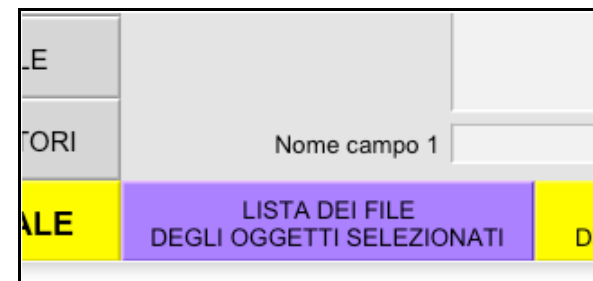 LE
TORI
Nome campo 1
ALE
LISTA DEI FILE
DEGLI OGGETTI SELEZIONATI
D